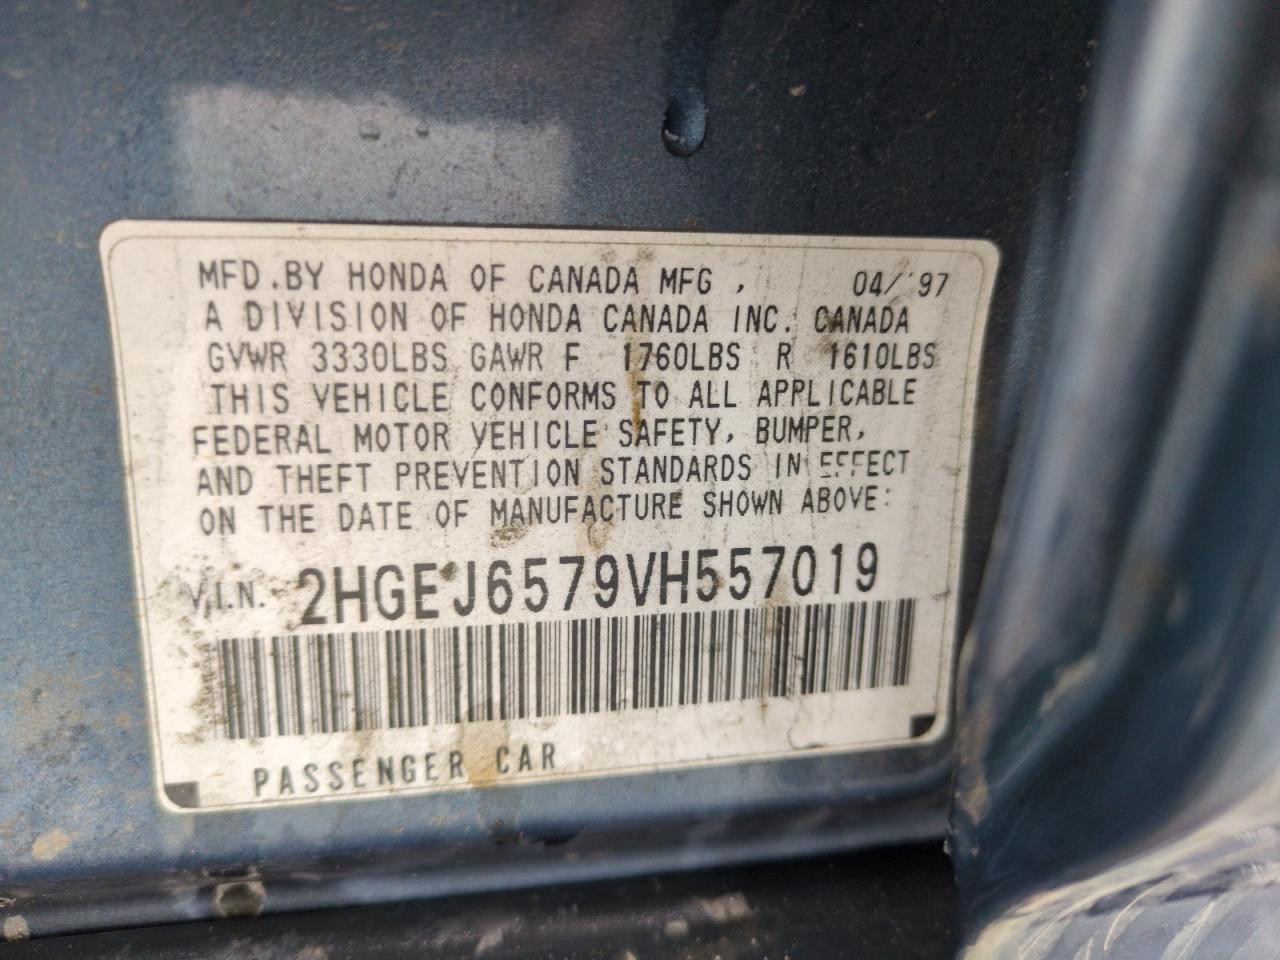 MFD.BY HONDA OF CANADA MFG , 04/'97
A DIVISION OF HONDA CANADA INC. CANADA
GVWR 3330LBS GAWR F 1760LBS R 1610LBS
THIS VEHICLE CONFORMS TO ALL APPLICABLE
FEDERAL MOTOR VEHICLE SAFETY, BUMPER,
AND THEFT PREVENTION STANDARDS IN EFFECT
ON THE DATE OF MANUFACTURE SHOWN ABOVE:
V.I.N. 2HGEJ6579VH557019
PASSENGER CAR